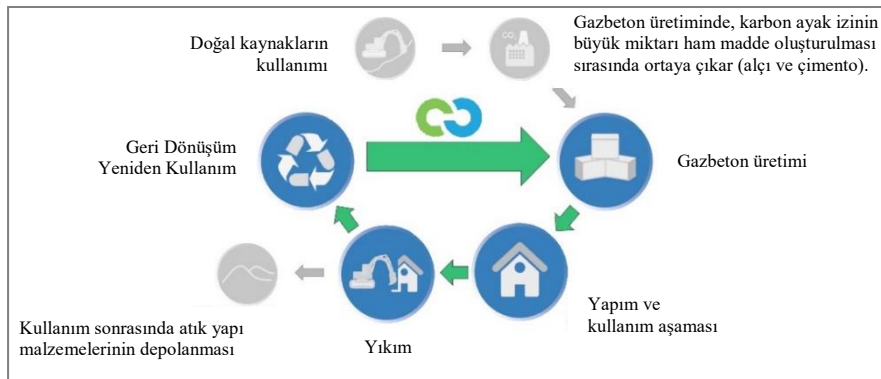 Doğal kaynakların
kullanımı
CO₂
Gazbeton üretiminde, karbon ayak izinin
büyük miktarı ham madde oluşturulması
sırasında ortaya çıkar (alçı ve çimento).
Geri Dönüşüm
Yeniden Kullanım
Gazbeton üretimi
Yapım ve
kullanım aşaması
Yıkım
Kullanım sonrasında atık yapı
malzemelerinin depolanması